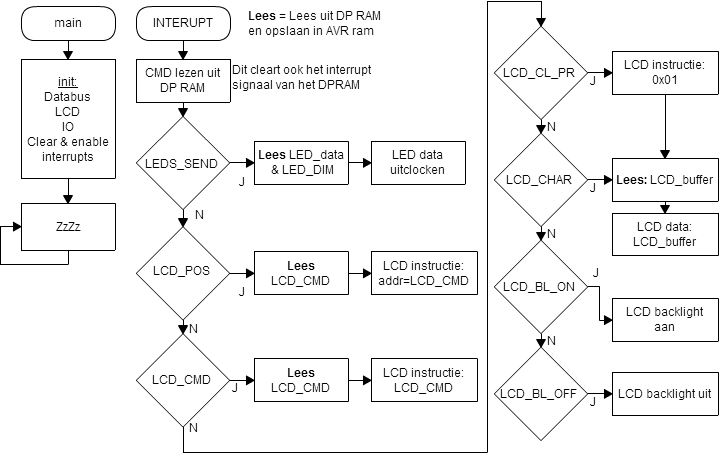 main
init:
Databus
LCD
IO
Clear & enable
interrupts
ZzZz
INTERUPT
Lees = Lees uit DP RAM
en opslaan in AVR ram
CMD lezen uit
DP RAM
Dit cleart ook het interrupt
signaal van het DPRAM
LEDS_SEND
J
Lees LED_data
& LED_DIM
LED data
uitclocken
N
LCD_POS
J
Lees
LCD_CMD
LCD instructie:
addr=LCD_CMD
N
LCD_CMD
J
Lees
LCD_CMD
LCD instructie:
LCD_CMD
N
LCD_CL_PR
J
LCD instructie:
0x01
N
LCD_CHAR
J
Lees: LCD_buffer
LCD data:
LCD_buffer
N
LCD_BL_ON
J
LCD backlight
aan
N
LCD_BL_OFF
J
LCD backlight uit